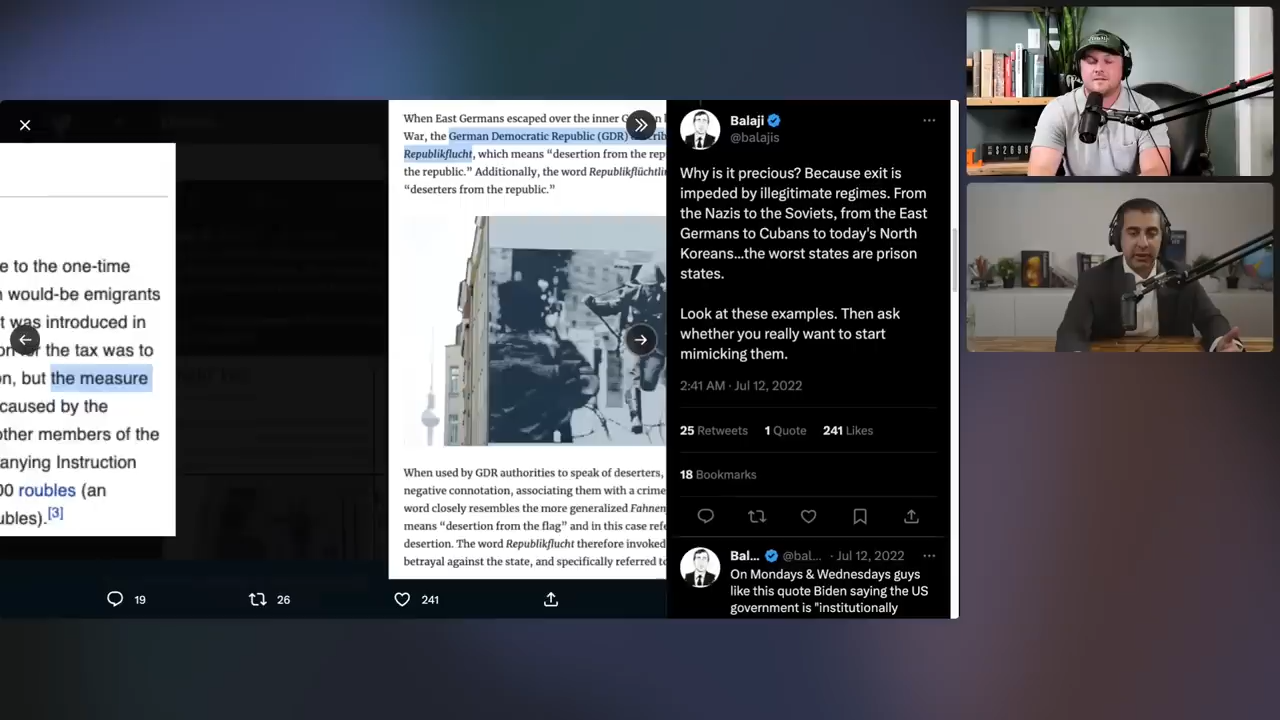 e to the one-time
would-be emigrants
t was introduced in
the tax was to
n, but the measure
caused by the
other members of the
anying Instruction
00 roubles (an
ubles).[3]
When East Germans escaped over the inner
War, the German Democratic Republic (GDR)
Republikflucht, which means “desertion from the rep
the republic.” Additionally, the word Republikflüchtlin
“deserters from the republic.”
When used by GDR authorities to speak of deserters,
negative connotation, associating them with a crime
word closely resembles the more generalized Fahnen
means “desertion from the flag” and in this case refe
desertion. The word Republikflucht therefore invoked
betrayal against the state, and specifically referred to
19
26
241
Balaji
@balajis
Why is it precious? Because exit is
impeded by illegitimate regimes. From
the Nazis to the Soviets, from the East
Germans to Cubans to today's North
Koreans...the worst states are prison
states.
Look at these examples. Then ask
whether you really want to start
mimicking them.
2:41 AM · Jul 12, 2022
25 Retweets 1 Quote 241 Likes
18 Bookmarks
Bal... @bal... · Jul 12, 2022
On Mondays & Wednesdays guys
like this quote Biden saying the US
government is "institutionally